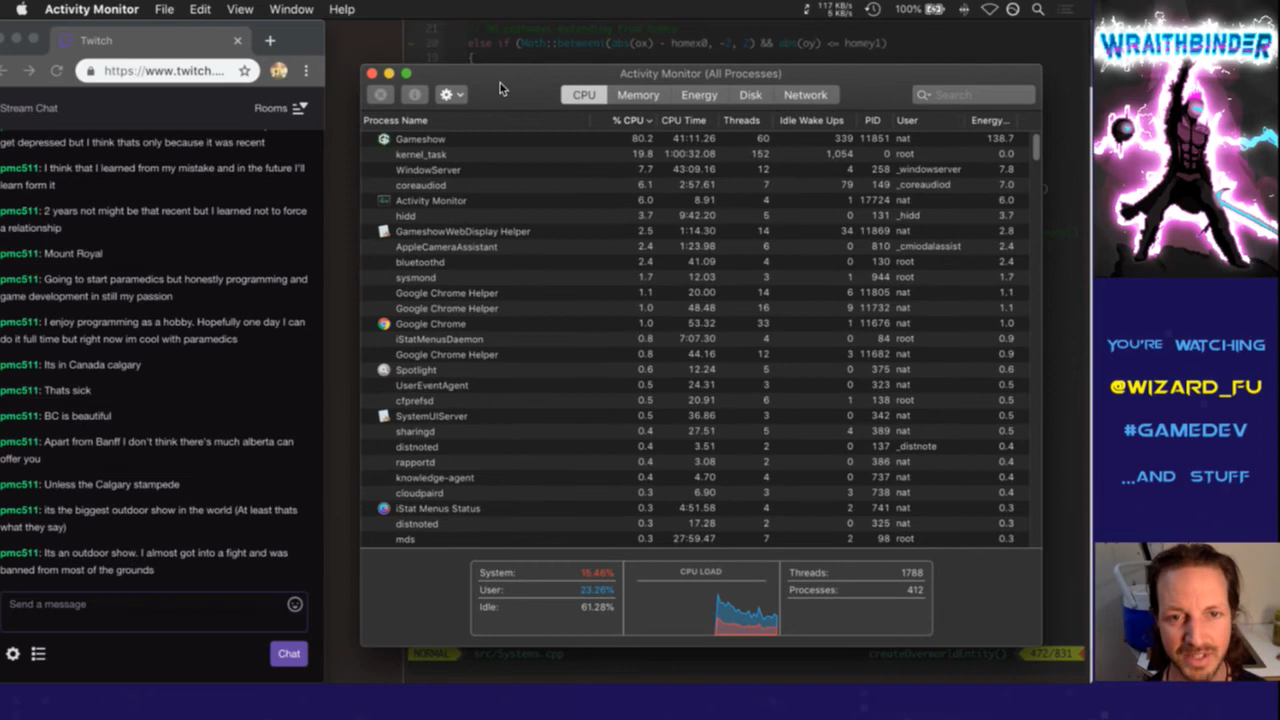 Activity Monitor File Edit View Window Help
117 KB/s
5 KB/s
100%
Twitch
https://www.twitch....
Stream Chat
Rooms
get depressed but I think thats only because it was recent
pmc511: I think that I learned from my mistake and in the future I'll
learn form it
pmc511: 2 years not might be that recent but I learned not to force
a relationship
pmc511: Mount Royal
pmc511: Going to start paramedics but honestly programming and
game development in still my passion
pmc511: I enjoy programming as a hobby. Hopefully one day I can
do it full time but right now im cool with paramedics
pmc511: Its in Canada calgary
pmc511: Thats sick
pmc511: BC is beautiful
pmc511: Apart from Banff I don't think there's much alberta can
offer you
pmc511: Unless the Calgary stampede
pmc511: its the biggest outdoor show in the world (At least thats
what they say)
pmc511: Its an outdoor show. I almost got into a fight and was
banned from most of the grounds
Send a message
Chat
21
20 else if (Math::between(abs(ox) - homex0, -2, 2) && abs(oy) <= homey1)
19 {
Activity Monitor (All Processes)
CPU Memory Energy Disk Network
Search
Process Name % CPU CPU Time Threads Idle Wake Ups PID User Energy...
Gameshow 80.2 41:11.26 60 339 11851 nat 138.7
kernel_task 19.8 1:00:32.08 152 1,054 0 root 0.0
WindowServer 7.7 43:09.16 12 4 258 _windowserver 7.8
coreaudiod 6.1 2:57.61 7 79 149 _coreaudiod 7.0
Activity Monitor 6.0 8.91 4 1 17724 nat 6.0
hidd 3.7 9:42.20 5 0 131 _hidd 3.7
GameshowWebDisplay Helper 2.5 1:14.30 14 34 11869 nat 2.8
AppleCameraAssistant 2.4 1:23.98 6 0 810 _cmiodalassist 2.4
bluetoothd 2.4 41.09 4 0 130 root 2.4
sysmond 1.7 12.03 3 1 944 root 1.7
Google Chrome Helper 1.1 20.00 14 6 11805 nat 1.1
Google Chrome Helper 1.0 48.48 16 9 11732 nat 1.1
Google Chrome 1.0 53.32 33 1 11676 nat 1.0
iStatMenusDaemon 0.8 7:07.30 4 0 84 root 0.9
Google Chrome Helper 0.8 44.16 12 3 11682 nat 0.9
Spotlight 0.6 12.24 5 0 375 nat 0.6
UserEventAgent 0.5 24.31 3 0 323 nat 0.5
cfprefsd 0.5 20.91 6 1 138 root 0.5
SystemUIServer 0.5 36.86 3 0 342 nat 0.5
sharingd 0.4 27.51 5 4 389 nat 0.5
distnoted 0.4 3.51 2 0 137 _distnote 0.4
rapportd 0.4 3.08 2 0 386 nat 0.4
knowledge-agent 0.4 4.70 4 0 737 nat 0.4
cloudpaird 0.3 6.90 3 3 738 nat 0.4
iStat Menus Status 0.3 4:51.58 4 2 741 nat 0.3
distnoted 0.3 17.28 2 0 325 nat 0.3
mds 0.3 27:59.47 7 2 98 root 0.3
System: 15.46%
User: 23.26%
Idle: 61.28%
CPU LOAD
Threads: 1788
Processes: 412
NORMAL src/Systems.cpp createOverworldEntity() 472/831
WRAITHBINDER
YOU'RE WATCHING
@WIZARD_FU
#GAMEDEV
...AND STUFF